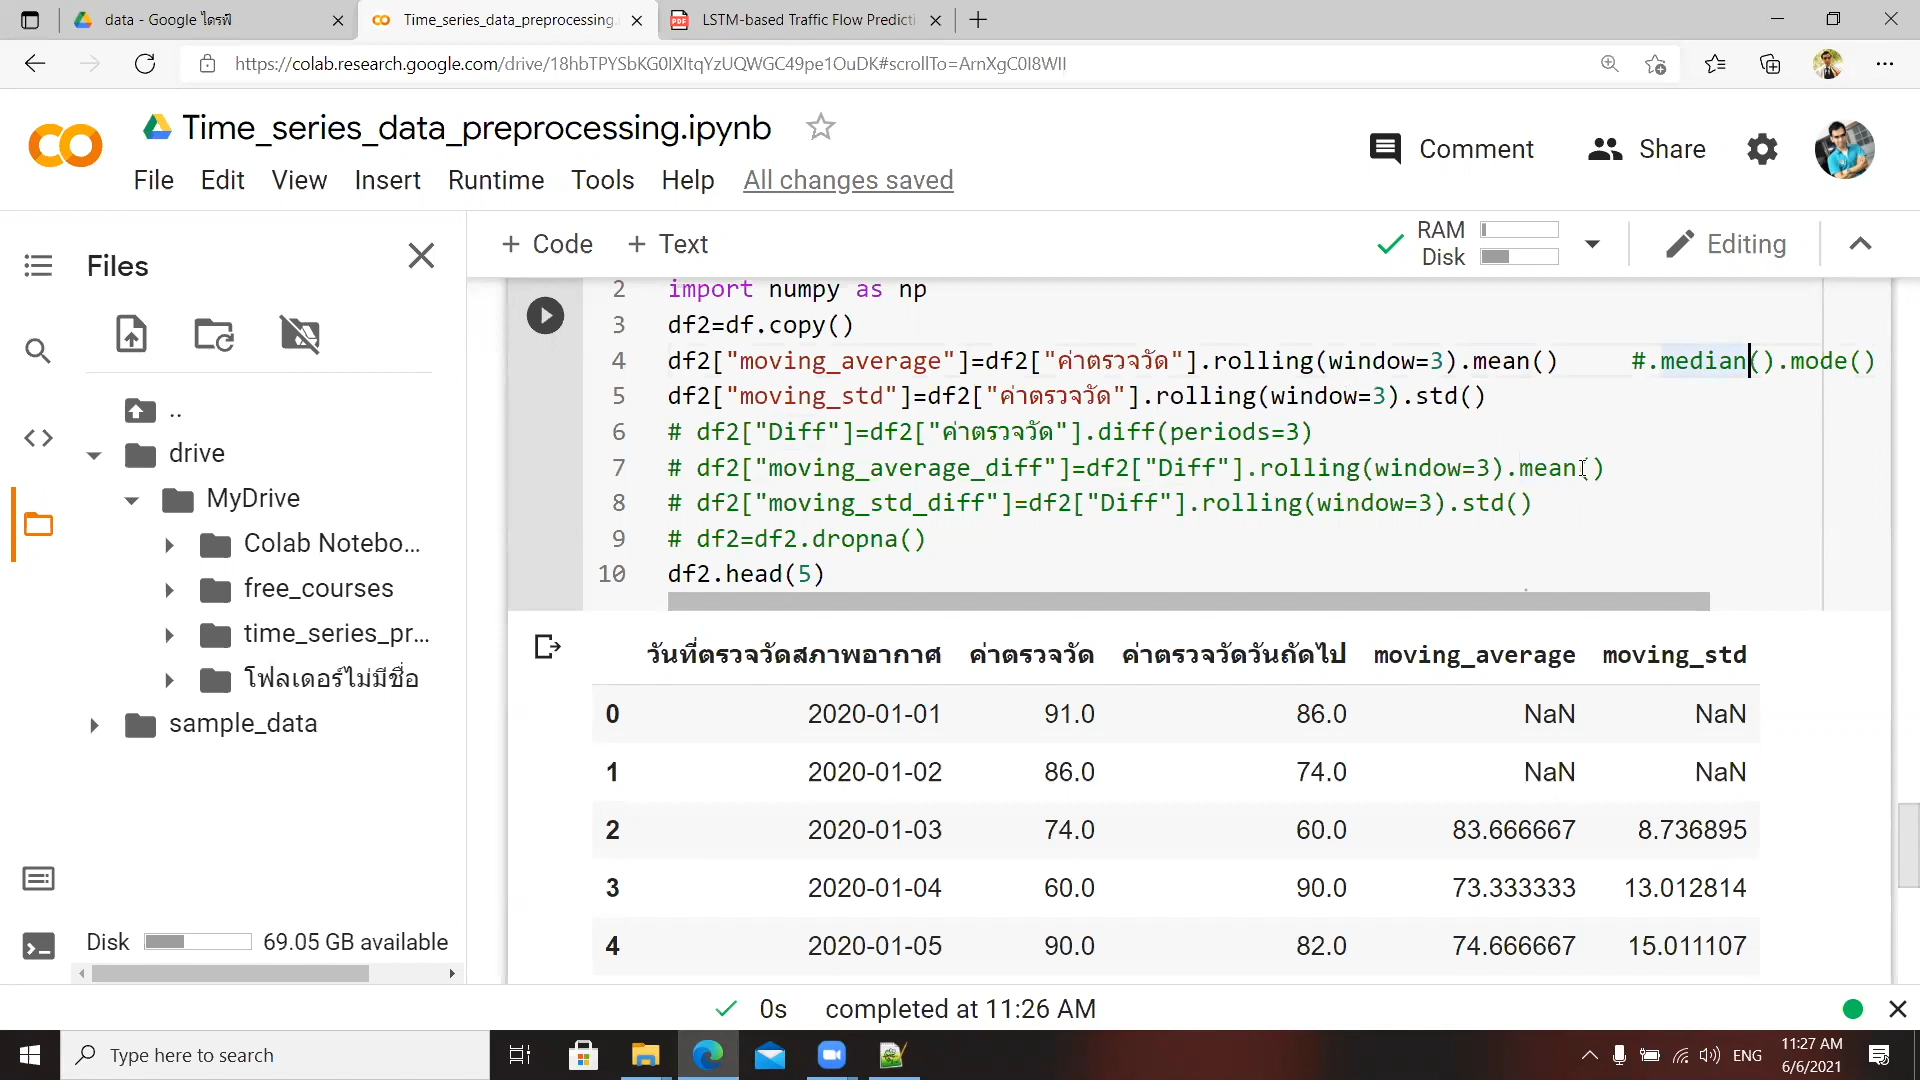 data - Google ไดรฟ์
Time_series_data_preprocessing.
LSTM-based Traffic Flow Predicti
https://colab.research.google.com/drive/18hbTPYSbKG0IXItqYzUQWGC49pe1OuDK#scrollTo=ArnXgC0I8WII
Time_series_data_preprocessing.ipynb
Comment
Share
File Edit View Insert Runtime Tools Help All changes saved
Files
+ Code + Text
RAM
Disk
Editing
2 import numpy as np
3 df2=df.copy()
4 df2["moving_average"]=df2["ค่าตรวจวัด"].rolling(window=3).mean() #.median().mode()
5 df2["moving_std"]=df2["ค่าตรวจวัด"].rolling(window=3).std()
6 # df2["Diff"]=df2["ค่าตรวจวัด"].diff(periods=3)
7 # df2["moving_average_diff"]=df2["Diff"].rolling(window=3).mean()
8 # df2["moving_std_diff"]=df2["Diff"].rolling(window=3).std()
9 # df2=df2.dropna()
10 df2.head(5)
..
drive
MyDrive
Colab Notebo...
free_courses
time_series_pr...
โฟลเดอร์ไม่มีชื่อ
sample_data
วันที่ตรวจวัดสภาพอากาศ ค่าตรวจวัด ค่าตรวจวัดวันถัดไป moving_average moving_std
0 2020-01-01 91.0 86.0 NaN NaN
1 2020-01-02 86.0 74.0 NaN NaN
2 2020-01-03 74.0 60.0 83.666667 8.736895
3 2020-01-04 60.0 90.0 73.333333 13.012814
4 2020-01-05 90.0 82.0 74.666667 15.011107
Disk 69.05 GB available
0s completed at 11:26 AM
Type here to search
ENG
11:27 AM
6/6/2021